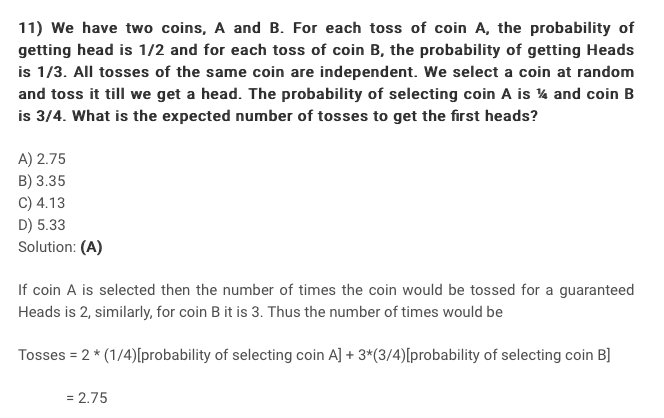 11) We have two coins, A and B. For each toss of coin A, the probability of
getting head is 1/2 and for each toss of coin B, the probability of getting Heads
is 1/3. All tosses of the same coin are independent. We select a coin at random
and toss it till we get a head. The probability of selecting coin A is ¼ and coin B
is 3/4. What is the expected number of tosses to get the first heads?
A) 2.75
B) 3.35
C) 4.13
D) 5.33
Solution: (A)
If coin A is selected then the number of times the coin would be tossed for a guaranteed
Heads is 2, similarly, for coin B it is 3. Thus the number of times would be
Tosses = 2 * (1/4)[probability of selecting coin A] + 3*(3/4)[probability of selecting coin B]
= 2.75